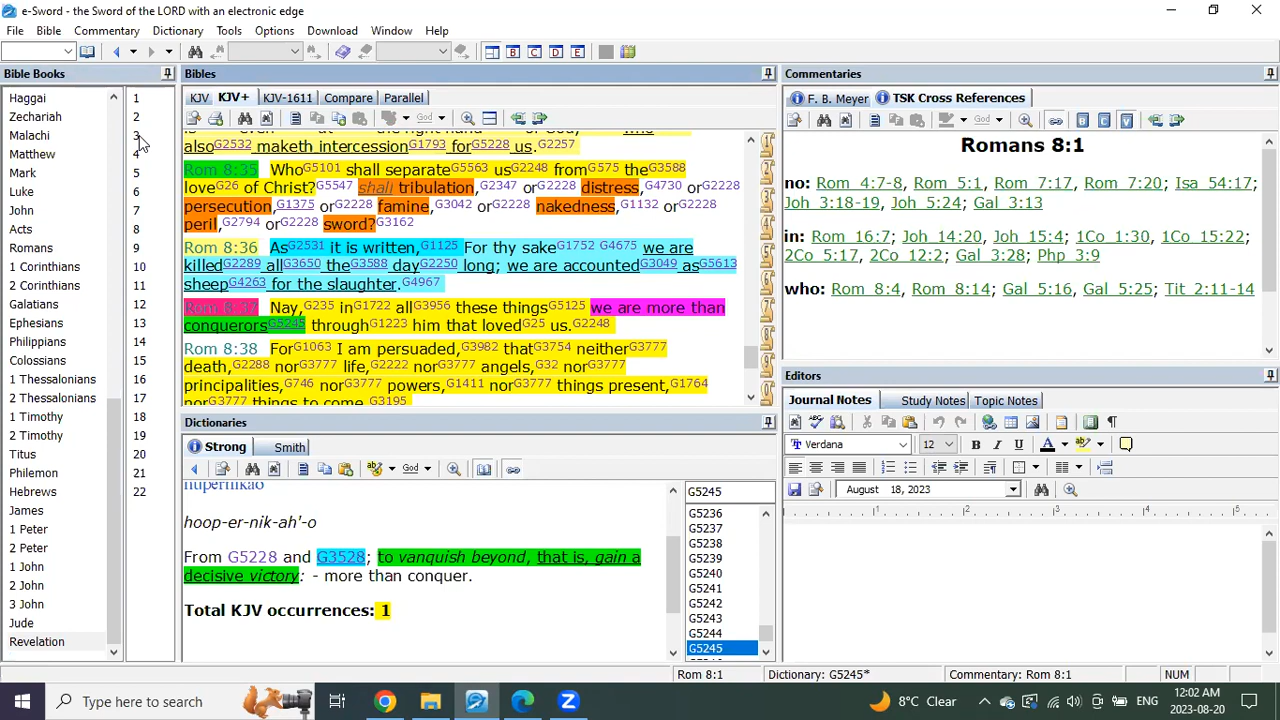 e-Sword - the Sword of the LORD with an electronic edge
File Bible Commentary Dictionary Tools Options Download Window Help
B C D E
Bible Books
Haggai 1
Zechariah 2
Malachi 3
Matthew 4
Mark 5
Luke 6
John 7
Acts 8
Romans 9
1 Corinthians 10
2 Corinthians 11
Galatians 12
Ephesians 13
Philippians 14
Colossians 15
1 Thessalonians 16
2 Thessalonians 17
1 Timothy 18
2 Timothy 19
Titus 20
Philemon 21
Hebrews 22
James
1 Peter
2 Peter
1 John
2 John
3 John
Jude
Revelation
Bibles
KJV KJV+ KJV-1611 Compare Parallel
God
also G2532 maketh intercession G1793 for G5228 us. G2257
Rom 8:35 Who G5101 shall separate G5563 us G2248 from G575 the G3588
love G26 of Christ? G5547 shall tribulation, G2347 or G2228 distress, G4730 or G2228
persecution, G1375 or G2228 famine, G3042 or G2228 nakedness, G1132 or G2228
peril, G2794 or G2228 sword? G3162
Rom 8:36 As G2531 it is written, G1125 For thy sake G1752 G4675 we are
killed G2289 all G3650 the G3588 day G2250 long; we are accounted G3049 as G5613
sheep G4263 for the slaughter. G4967
Rom 8:37 Nay, G235 in G1722 all G3956 these things G5125 we are more than
conquerors G5245 through G1223 him that loved G25 us. G2248
Rom 8:38 For G1063 I am persuaded, G3982 that G3754 neither G3777
death, G2288 nor G3777 life, G2222 nor G3777 angels, G32 nor G3777
principalities, G746 nor G3777 powers, G1411 nor G3777 things present, G1764
nor G3777 things to come, G3195
Dictionaries
Strong Smith
God
G5245
hupernikaō
hoop-er-nik-ah'-o
From G5228 and G3528; to vanquish beyond, that is, gain a
decisive victory: - more than conquer.
Total KJV occurrences: 1
G5236
G5237
G5238
G5239
G5240
G5241
G5242
G5243
G5244
G5245
Commentaries
F. B. Meyer TSK Cross References
God B C V
Romans 8:1
no: Rom 4:7-8, Rom 5:1, Rom 7:17, Rom 7:20; Isa 54:17;
Joh 3:18-19, Joh 5:24; Gal 3:13
in: Rom 16:7; Joh 14:20, Joh 15:4; 1Co 1:30, 1Co 15:22;
2Co 5:17, 2Co 12:2; Gal 3:28; Php 3:9
who: Rom 8:4, Rom 8:14; Gal 5:16, Gal 5:25; Tit 2:11-14
Editors
Journal Notes Study Notes Topic Notes
Verdana 12 B I U A
August 18, 2023
1 2 3 4 5
Rom 8:1 Dictionary: G5245* Commentary: Rom 8:1 NUM
Type here to search
8°C Clear ENG
12:02 AM
2023-08-20